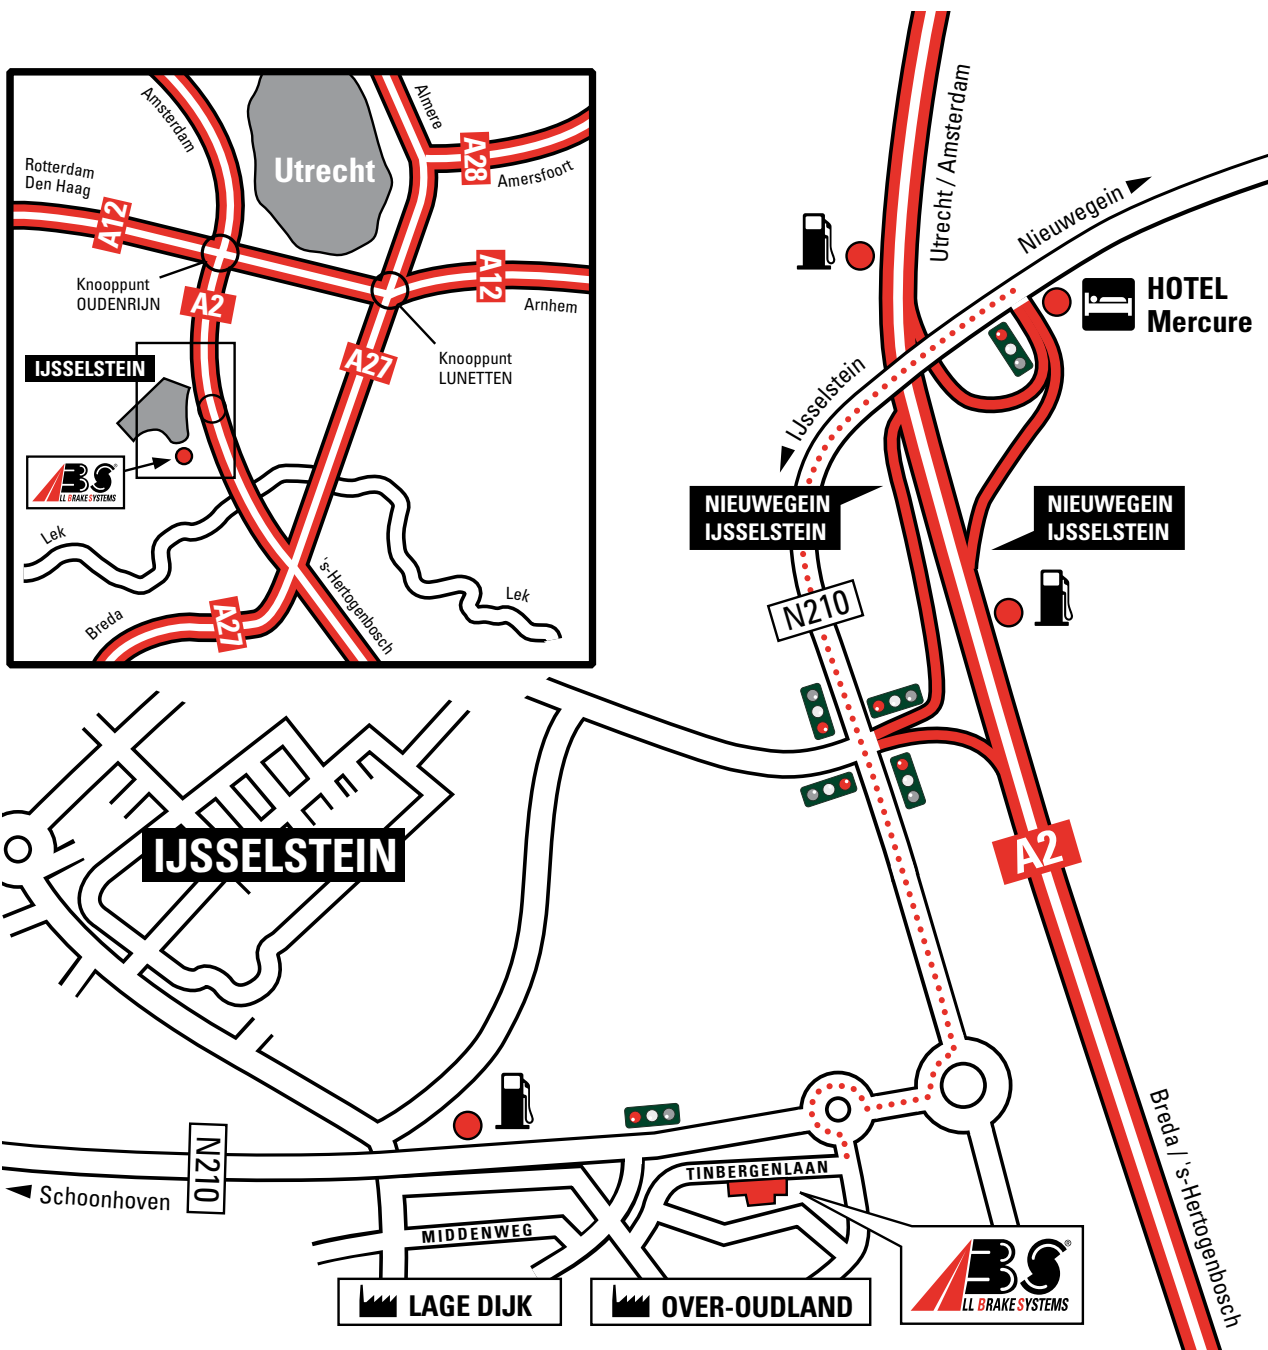 Amsterdam
Almere
Rotterdam
Den Haag
Utrecht
A28
Amersfoort
A12
A12
Knooppunt
OUDENRIJN
A2
Arnhem
Knooppunt
LUNETTEN
A27
IJSSELSTEIN
BS®
ALL BRAKE SYSTEMS
Lek
Lek
Breda
A27
's-Hertogenbosch
Utrecht / Amsterdam
Nieuwegein
HOTEL
Mercure
IJsselstein
NIEUWEGEIN
IJSSELSTEIN
NIEUWEGEIN
IJSSELSTEIN
N210
IJSSELSTEIN
A2
Breda / 's-Hertogenbosch
N210
Schoonhoven
TINBERGENLAAN
MIDDENWEG
LAGE DIJK
OVER-OUDLAND
BS®
ALL BRAKE SYSTEMS